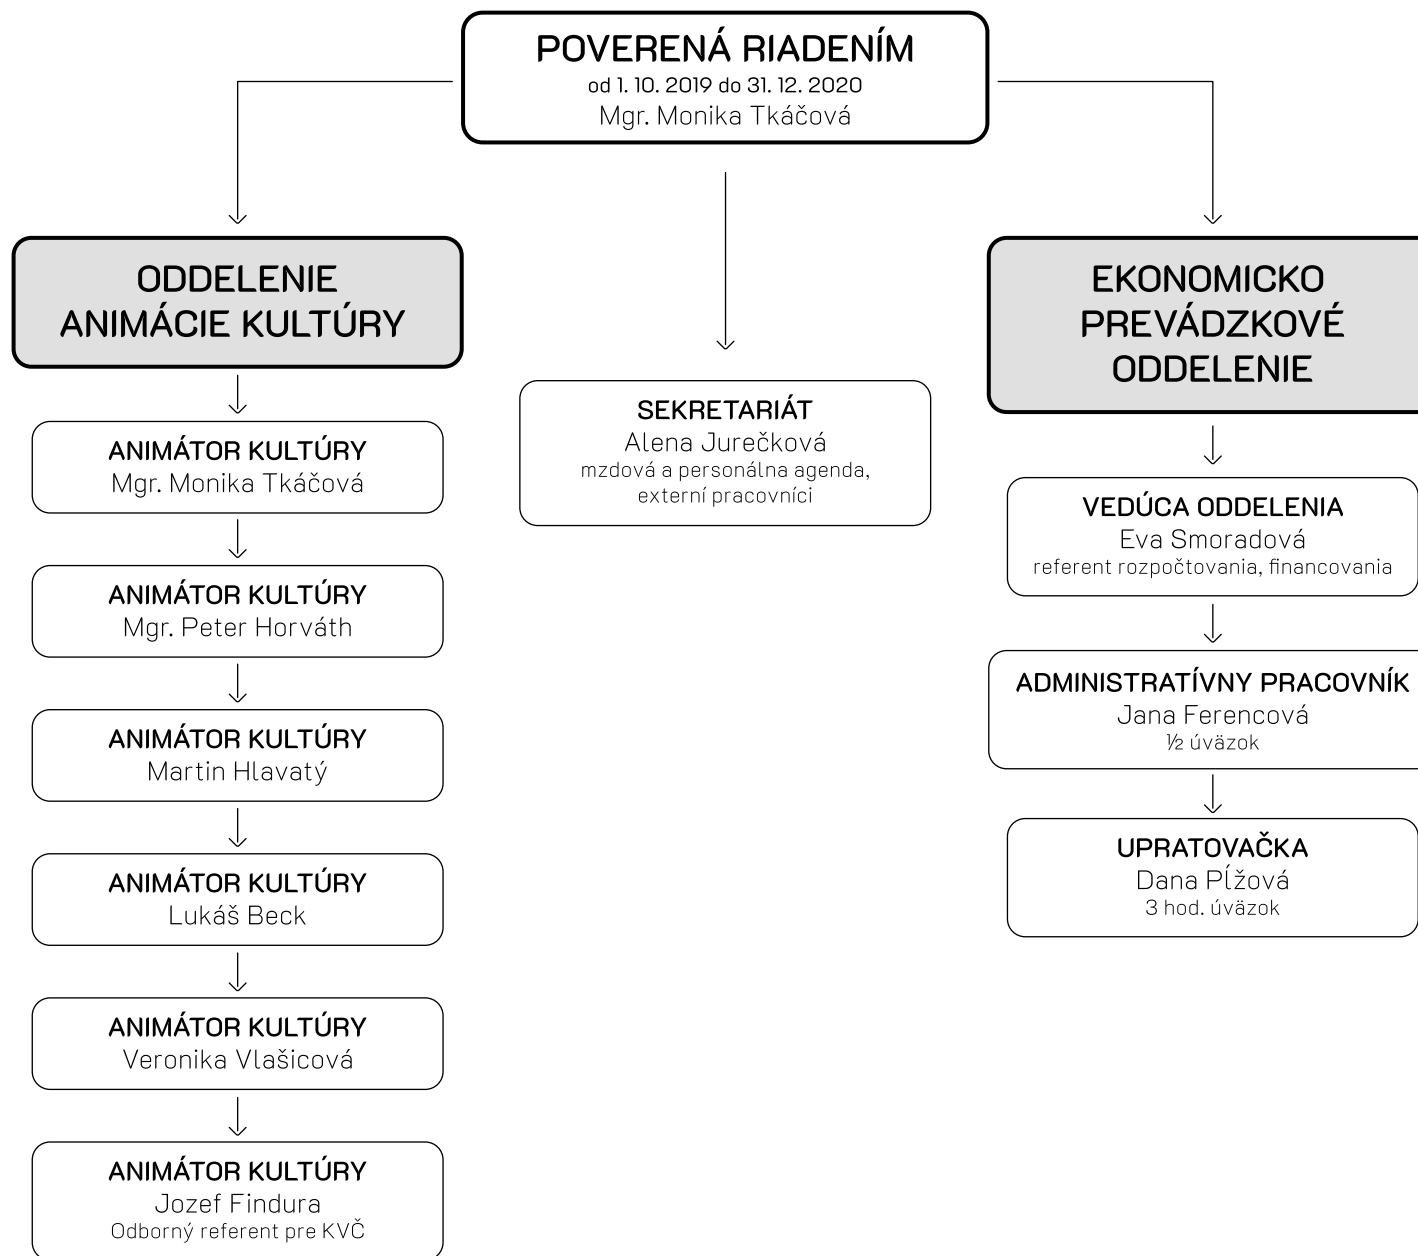 POVERENÁ RIADENÍM
od 1. 10. 2019 do 31. 12. 2020
Mgr. Monika Tkáčová
ODDELENIE
ANIMÁCIE KULTÚRY
ANIMÁTOR KULTÚRY
Mgr. Monika Tkáčová
ANIMÁTOR KULTÚRY
Mgr. Peter Horváth
ANIMÁTOR KULTÚRY
Martin Hlavatý
ANIMÁTOR KULTÚRY
Lukáš Beck
ANIMÁTOR KULTÚRY
Veronika Vlašicová
ANIMÁTOR KULTÚRY
Jozef Findura
Odborný referent pre KVČ
SEKRETARIÁT
Alena Jurečková
mzdová a personálna agenda,
externí pracovníci
EKONOMICKO
PREVÁDZKOVÉ
ODDELENIE
VEDÚCA ODDELENIA
Eva Smoradová
referent rozpočtovania, financovania
ADMINISTRATÍVNY PRACOVNÍK
Jana Ferencová
½ úväzok
UPRATOVAČKA
Dana Pĺžová
3 hod. úväzok